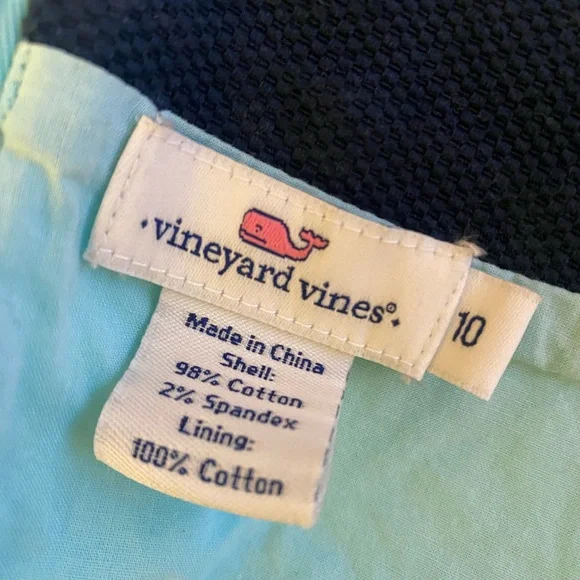 vineyard vines®
10
Made in China
Shell:
98% Cotton
2% Spandex
Lining:
100% Cotton